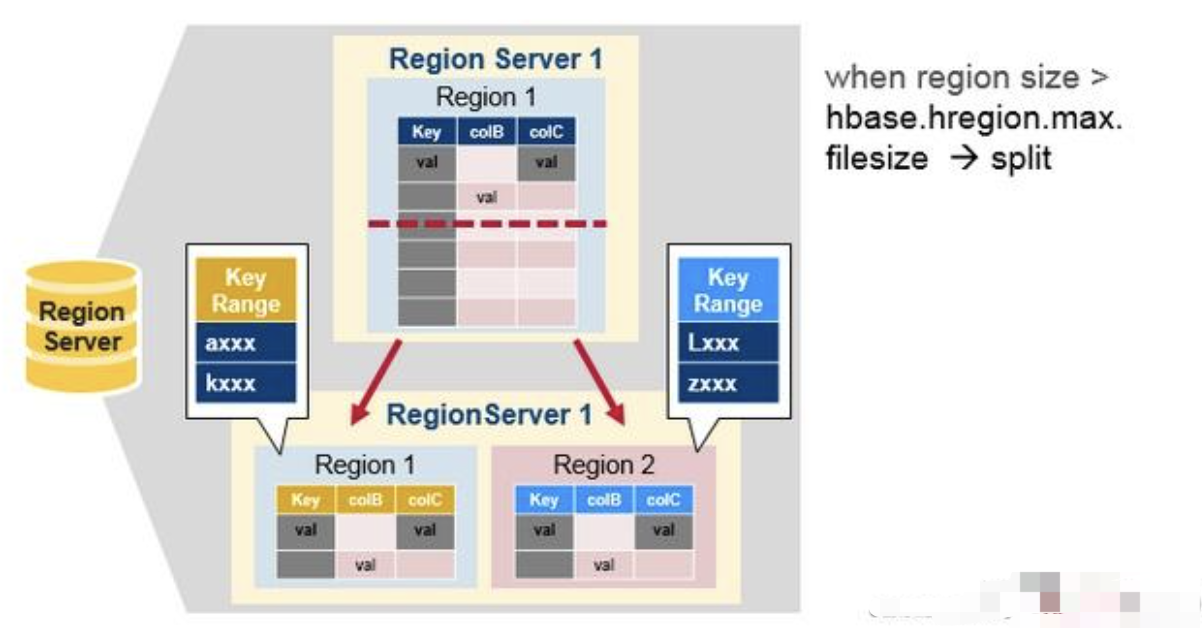 Region Server 1
Region 1
Key colB colC
val val
val
when region size >
hbase.hregion.max.
filesize → split
Region
Server
Key
Range
axxx
kxxx
Key
Range
Lxxx
zxxx
RegionServer 1
Region 1
Key colB colC
val val
val
Region 2
Key colB colC
val val
val